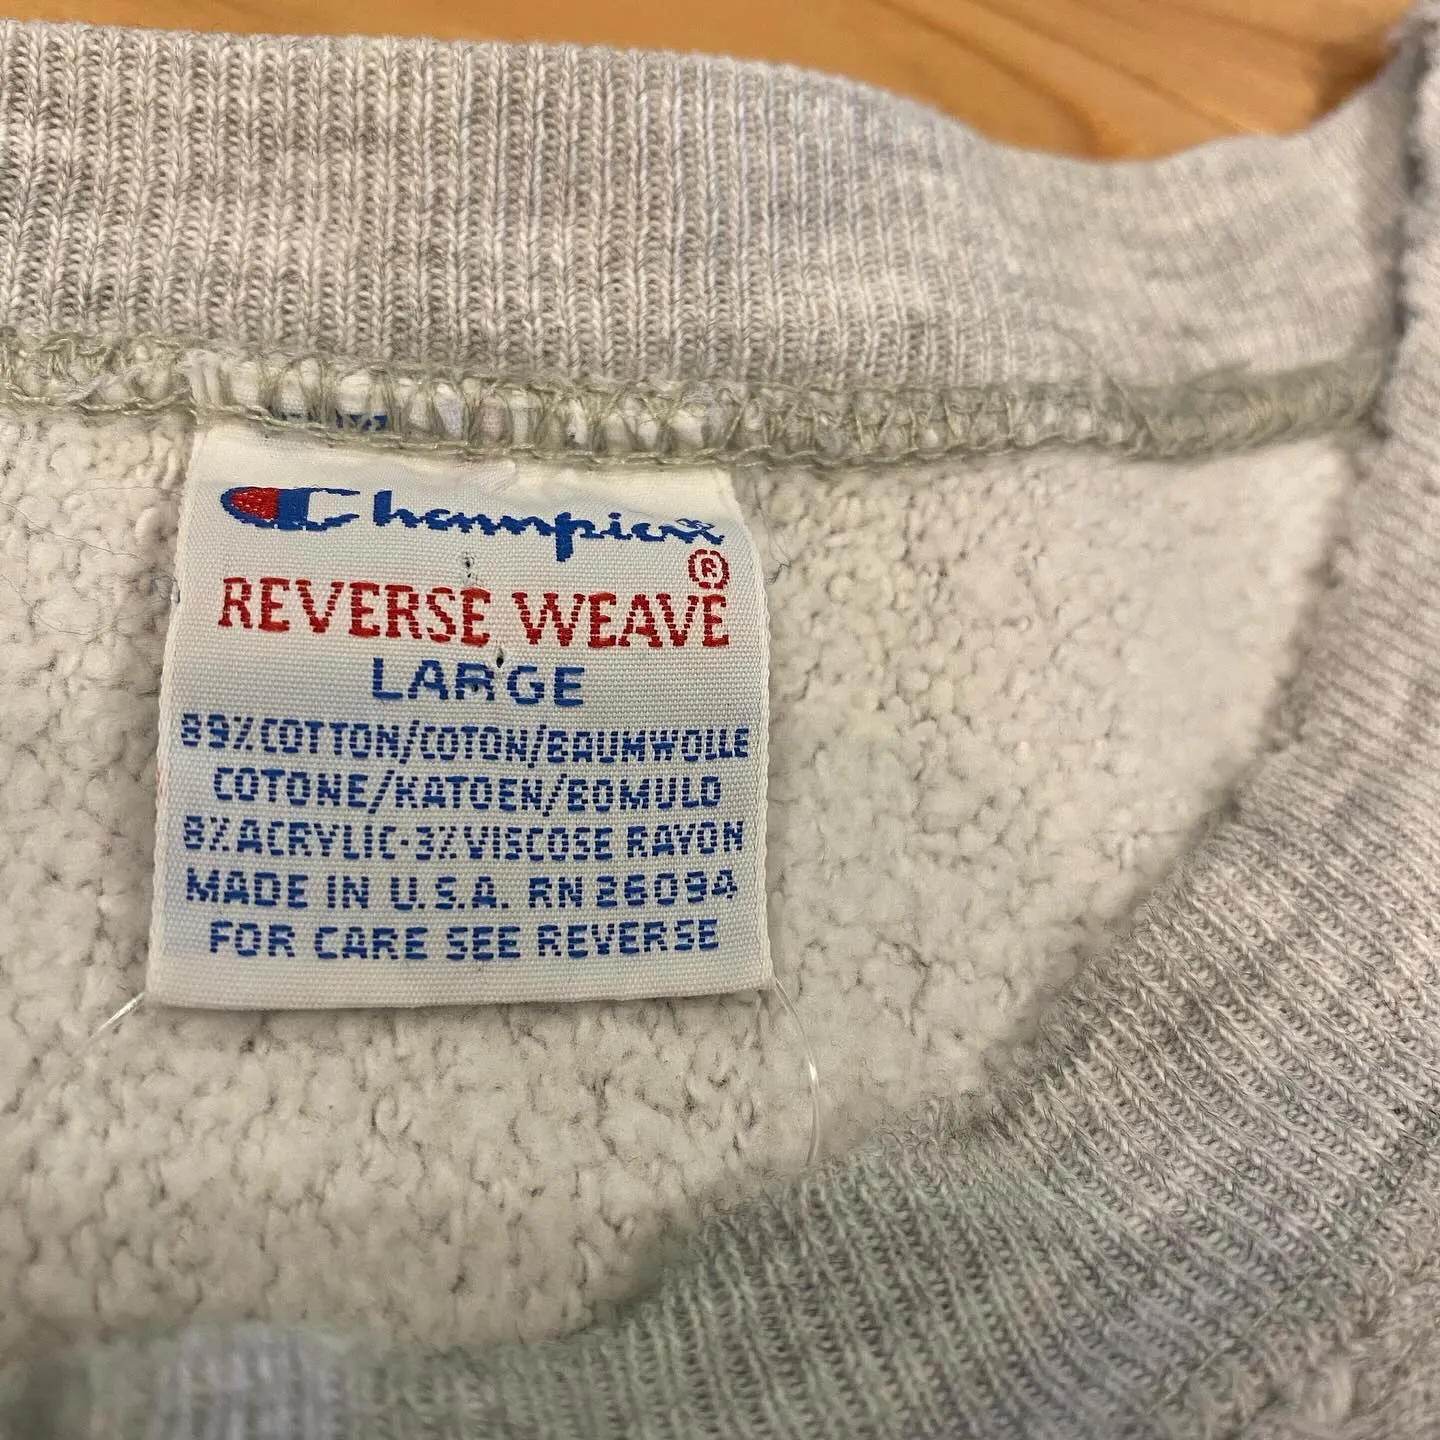 Champion
®
REVERSE WEAVE
LARGE
89% COTTON/COTON/BAUMWOLLE
COTONE/KATOEN/BOMULD
8% ACRYLIC·3% VISCOSE RAYON
MADE IN U.S.A. RN 26094
FOR CARE SEE REVERSE